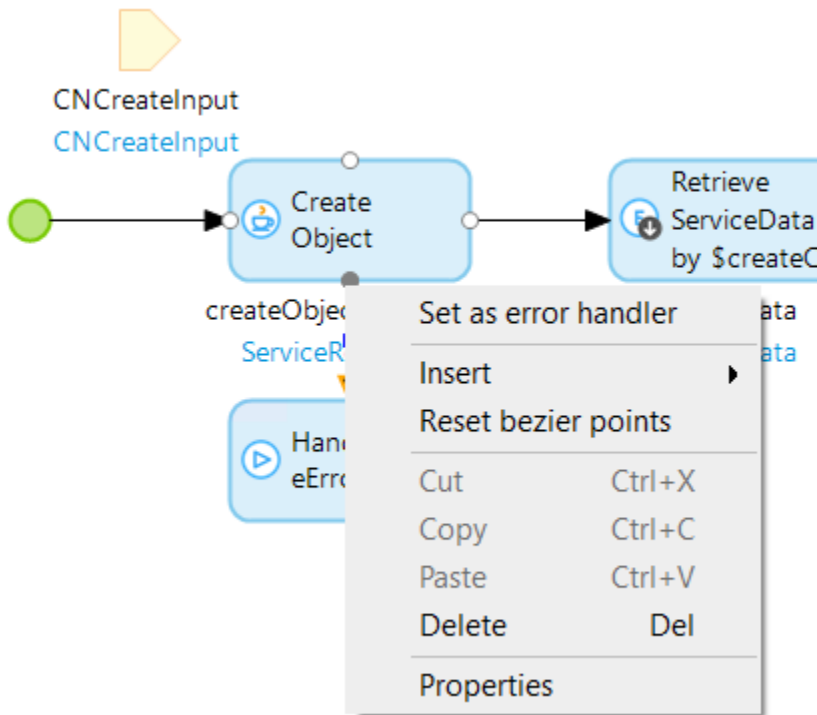 CNCreateInput
CNCreateInput
Create
Object
Retrieve
ServiceData
by $createC
createObjec
ata
ServiceR
ata
Hand
eErro
Set as error handler
Insert
Reset bezier points
Cut Ctrl+X
Copy Ctrl+C
Paste Ctrl+V
Delete Del
Properties